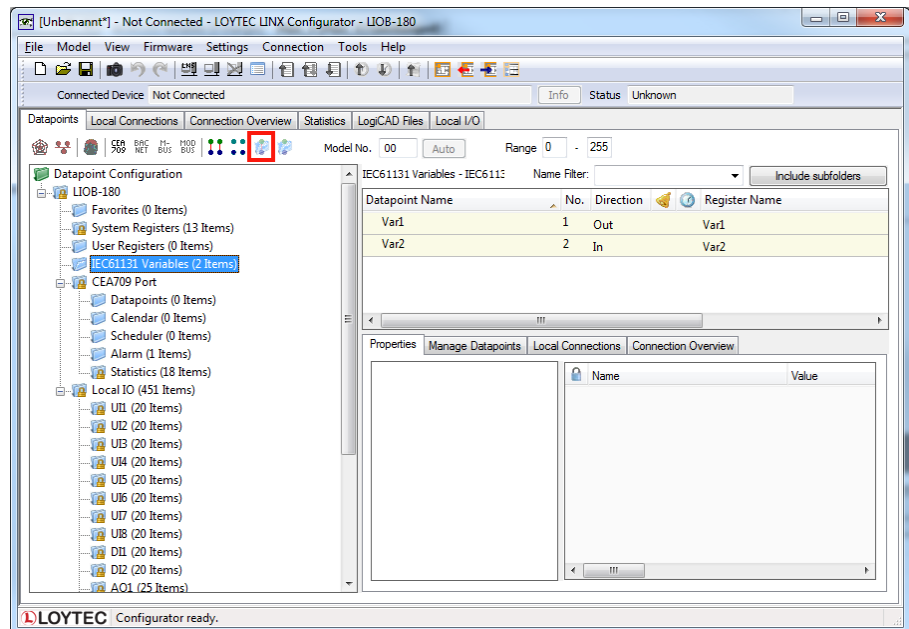 [Unbenannt*] - Not Connected - LOYTEC LINX Configurator - LIOB-180
File Model View Firmware Settings Connection Tools Help
Connected Device Not Connected Info Status Unknown
Datapoints Local Connections Connection Overview Statistics LogiCAD Files Local I/O
CEA 709 BAC NET M- BUS MOD BUS Model No. 00 Auto Range 0 - 255
Datapoint Configuration
LIOB-180
Favorites (0 Items)
System Registers (13 Items)
User Registers (0 Items)
IEC61131 Variables (2 Items)
CEA709 Port
Datapoints (0 Items)
Calendar (0 Items)
Scheduler (0 Items)
Alarm (1 Items)
Statistics (18 Items)
Local IO (451 Items)
UI1 (20 Items)
UI2 (20 Items)
UI3 (20 Items)
UI4 (20 Items)
UI5 (20 Items)
UI6 (20 Items)
UI7 (20 Items)
UI8 (20 Items)
DI1 (20 Items)
DI2 (20 Items)
AO1 (25 Items)
IEC61131 Variables - IEC6113 Name Filter: Include subfolders
Datapoint Name No. Direction Register Name
Var1 1 Out Var1
Var2 2 In Var2
Properties Manage Datapoints Local Connections Connection Overview
Name Value
LOYTEC Configurator ready.